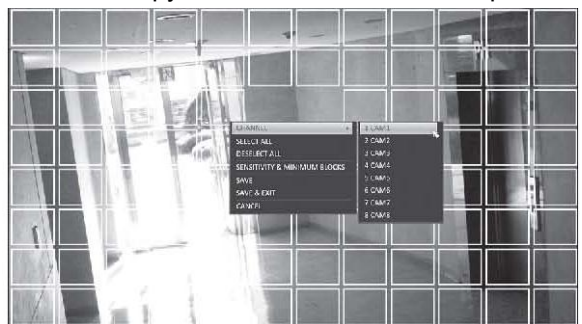 CHANNEL
SELECT ALL
DESELECT ALL
SENSITIVITY & MINIMUM BLOCKS
SAVE
SAVE & EXIT
CANCEL
1 CAM1
2 CAM2
3 CAM3
4 CAM4
5 CAM5
6 CAM6
7 CAM7
8 CAM8